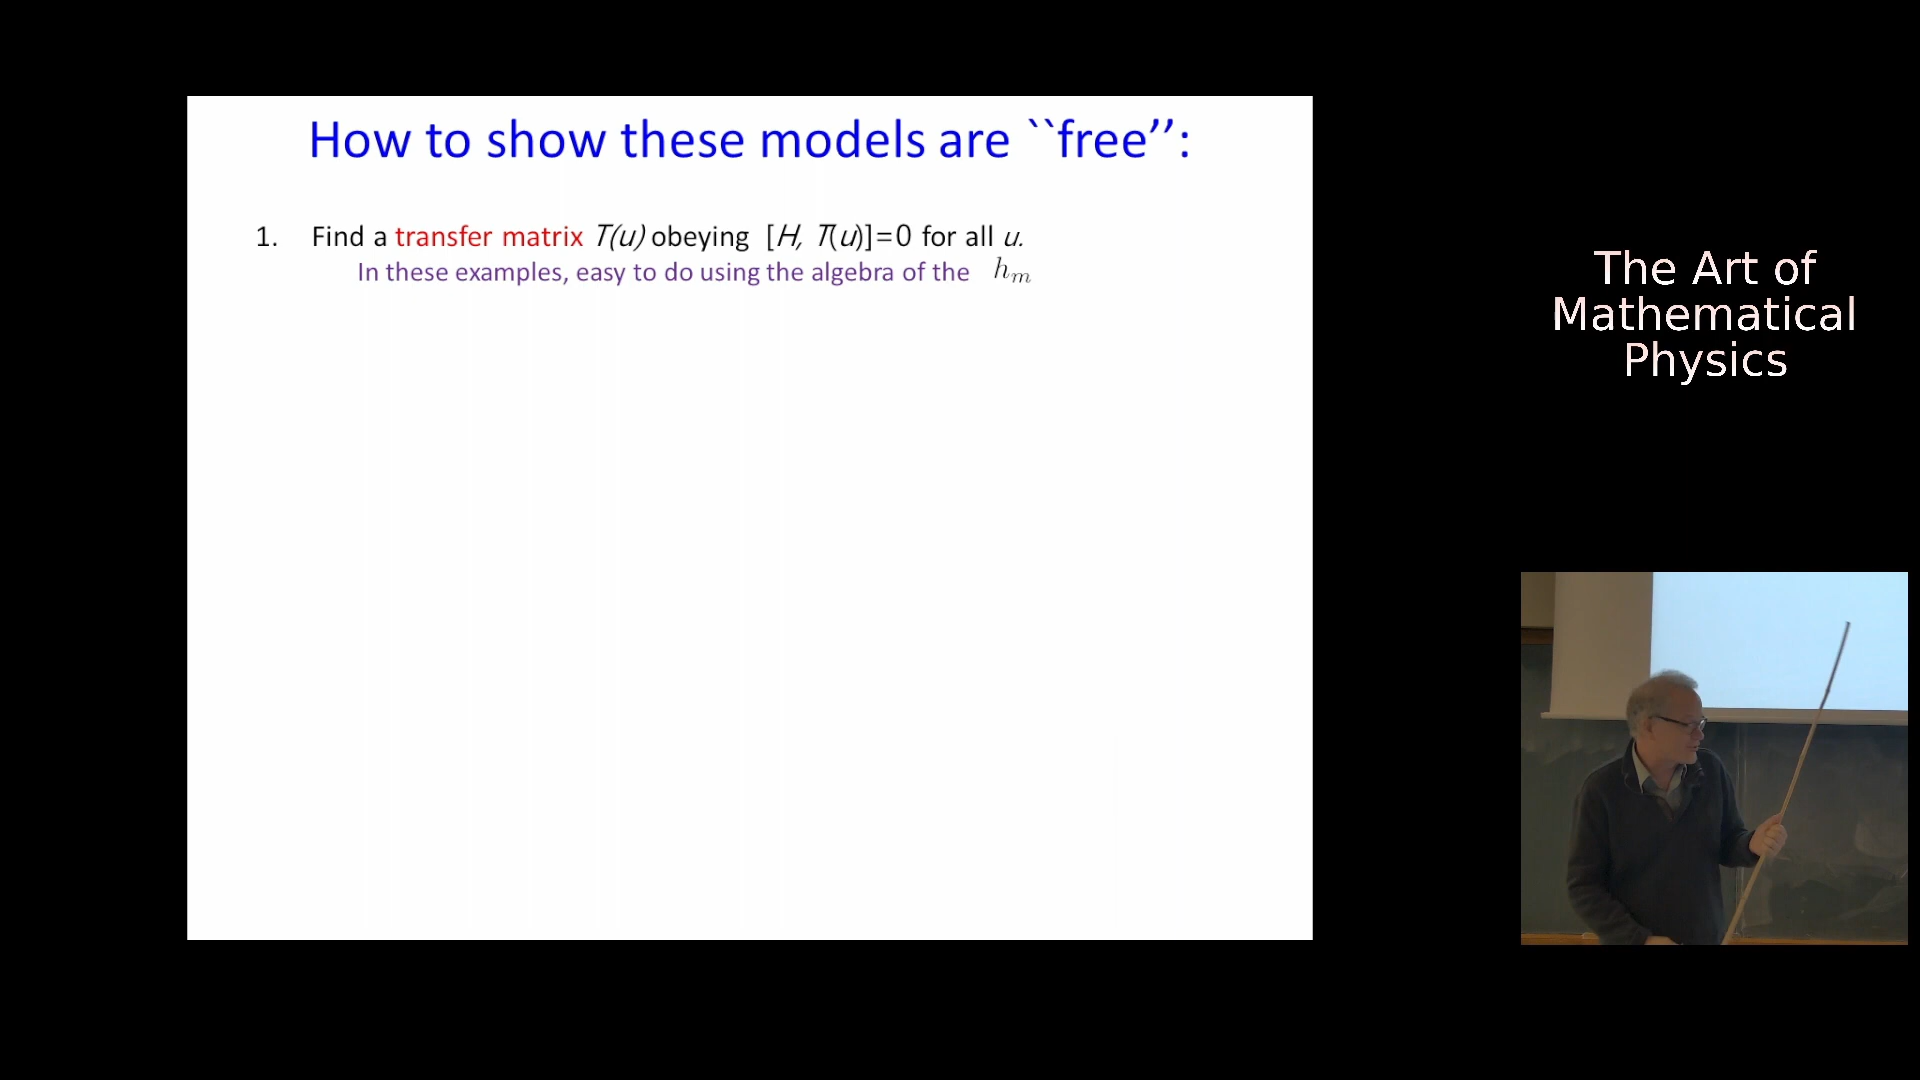 How to show these models are ``free’’:
1. Find a transfer matrix T(u) obeying [H, T(u)]=0 for all u.
In these examples, easy to do using the algebra of the h_m
The Art of
Mathematical
Physics